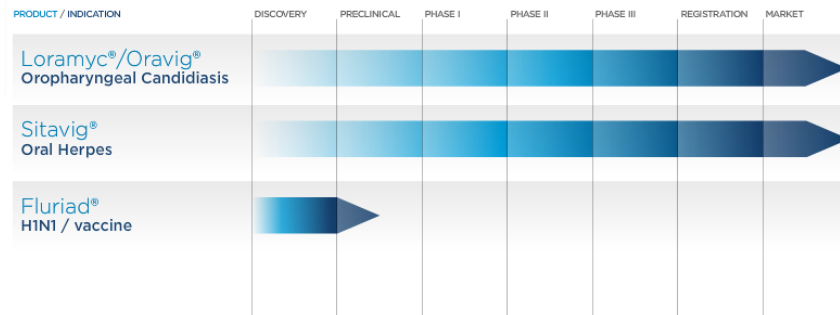 PRODUCT / INDICATION DISCOVERY PRECLINICAL PHASE I PHASE II PHASE III REGISTRATION MARKET
Loramyc®/Oravig®
Oropharyngeal Candidiasis
Sitavig®
Oral Herpes
Fluriad®
H1N1 / vaccine